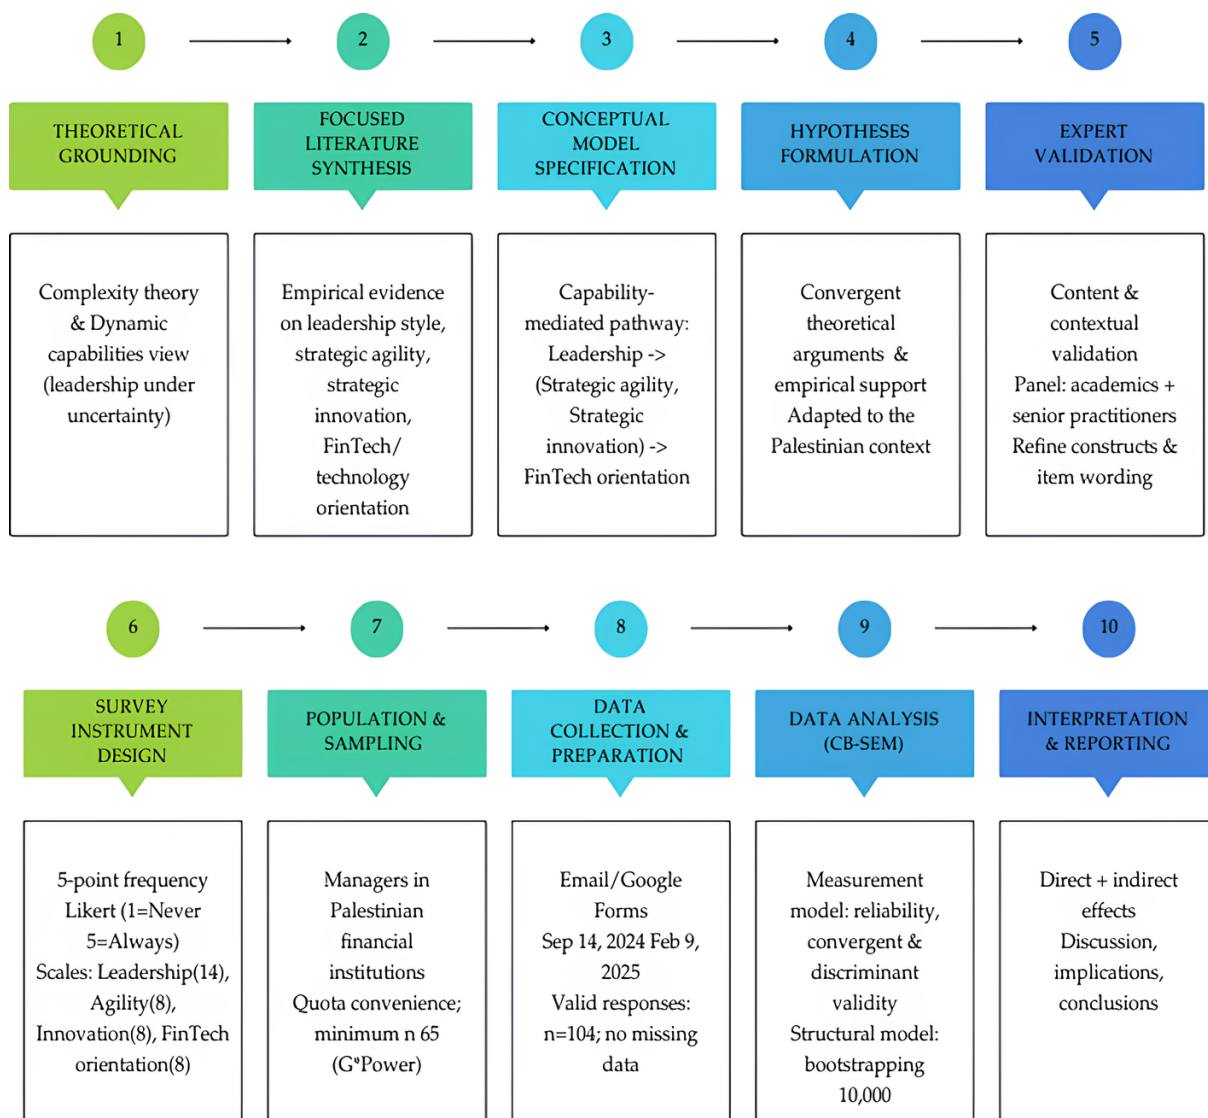 1
2
3
4
5
THEORETICAL
GROUNDING
FOCUSED
LITERATURE
SYNTHESIS
CONCEPTUAL
MODEL
SPECIFICATION
HYPOTHESES
FORMULATION
EXPERT
VALIDATION
Complexity theory
& Dynamic
capabilities view
(leadership under
uncertainty)
Empirical evidence
on leadership style,
strategic agility,
strategic
innovation,
FinTech/
technology
orientation
Capability-
mediated pathway:
Leadership ->
(Strategic agility,
Strategic
innovation) ->
FinTech orientation
Convergent
theoretical
arguments &
empirical support
Adapted to the
Palestinian context
Content &
contextual
validation
Panel: academics +
senior practitioners
Refine constructs &
item wording
6
7
8
9
10
SURVEY
INSTRUMENT
DESIGN
POPULATION &
SAMPLING
DATA
COLLECTION &
PREPARATION
DATA ANALYSIS
(CB-SEM)
INTERPRETATION
& REPORTING
5-point frequency
Likert (1=Never
5=Always)
Scales: Leadership(14),
Agility(8),
Innovation(8), FinTech
orientation(8)
Managers in
Palestinian
financial
institutions
Quota convenience;
minimum n 65
(G*Power)
Email/Google
Forms
Sep 14, 2024 Feb 9,
2025
Valid responses:
n=104; no missing
data
Measurement
model: reliability,
convergent &
discriminant
validity
Structural model:
bootstrapping
10,000
Direct + indirect
effects
Discussion,
implications,
conclusions